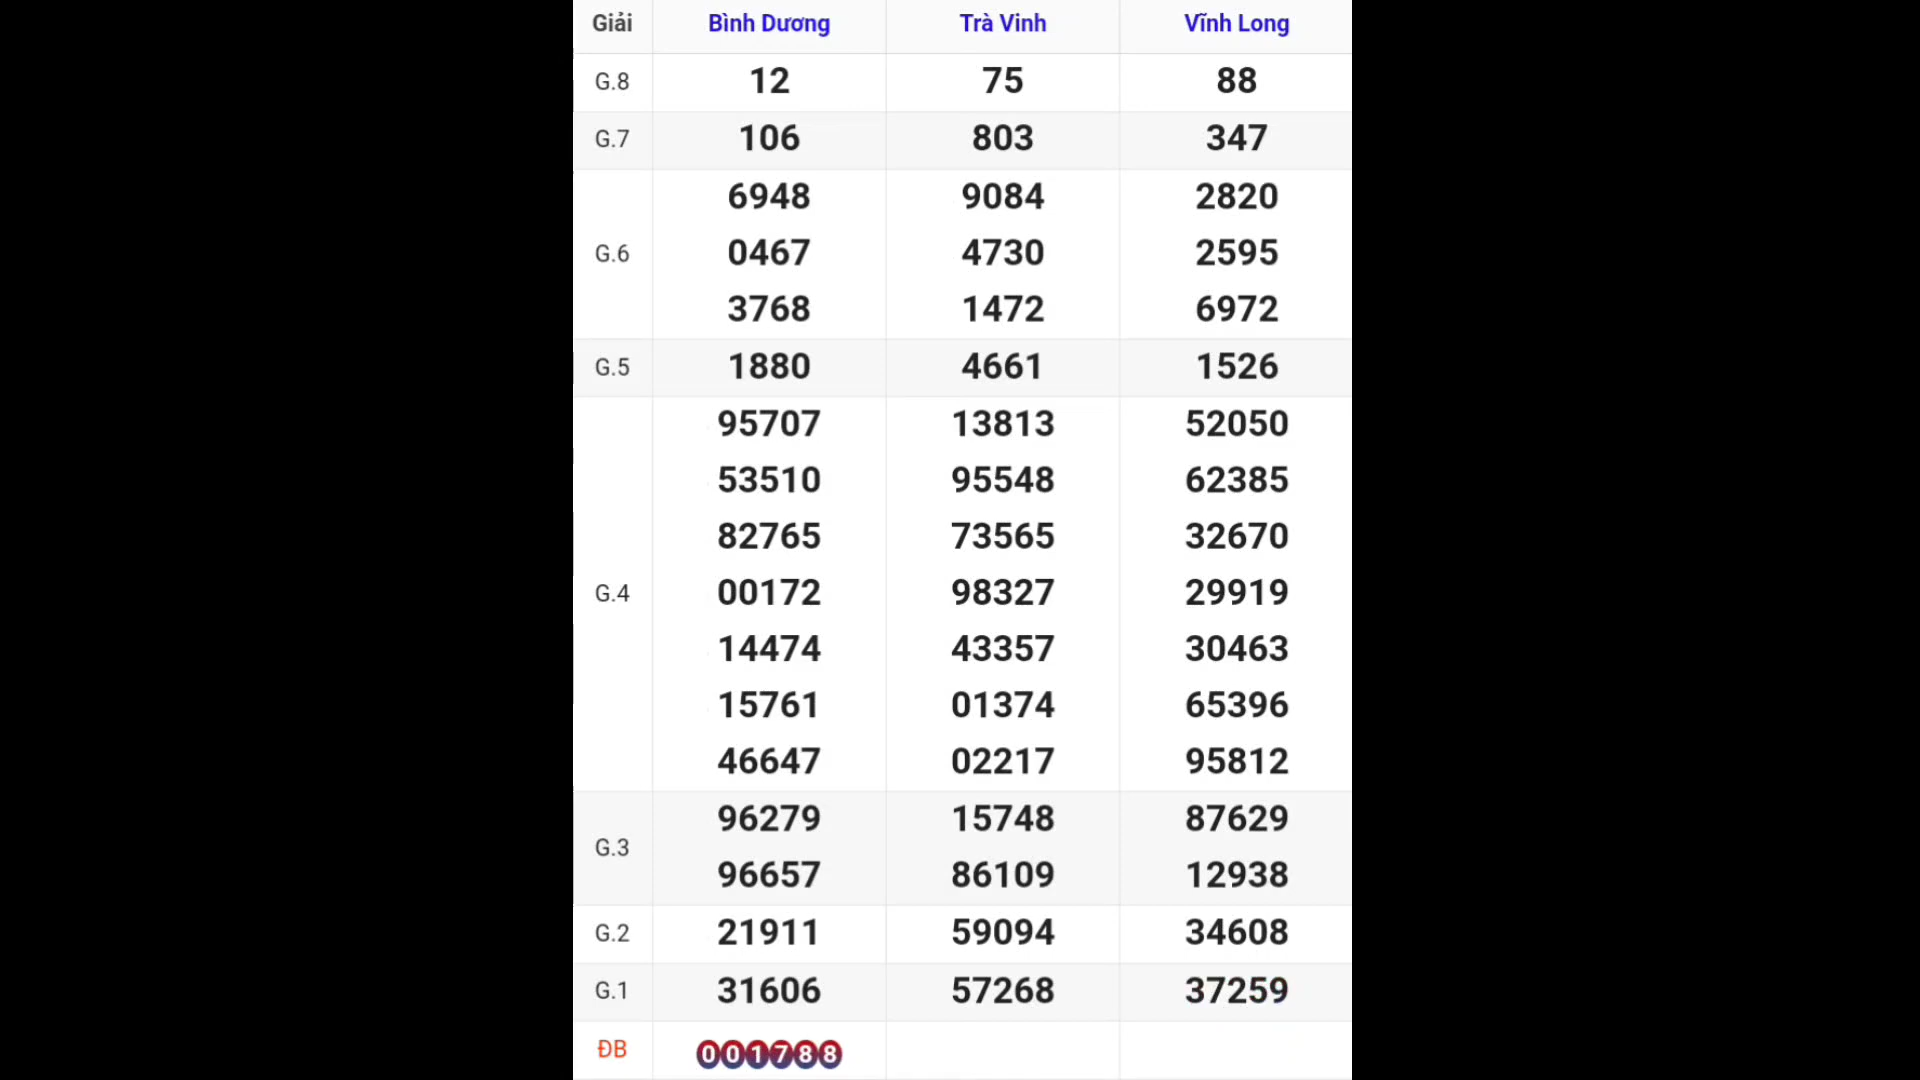 Giải Bình Dương Trà Vinh Vĩnh Long
G.8 12 75 88
G.7 106 803 347
6948 9084 2820
G.6 0467 4730 2595
3768 1472 6972
G.5 1880 4661 1526
95707 13813 52050
53510 95548 62385
82765 73565 32670
G.4 00172 98327 29919
14474 43357 30463
15761 01374 65396
46647 02217 95812
G.3 96279 15748 87629
96657 86109 12938
G.2 21911 59094 34608
G.1 31606 57268 37259
ĐB 001788